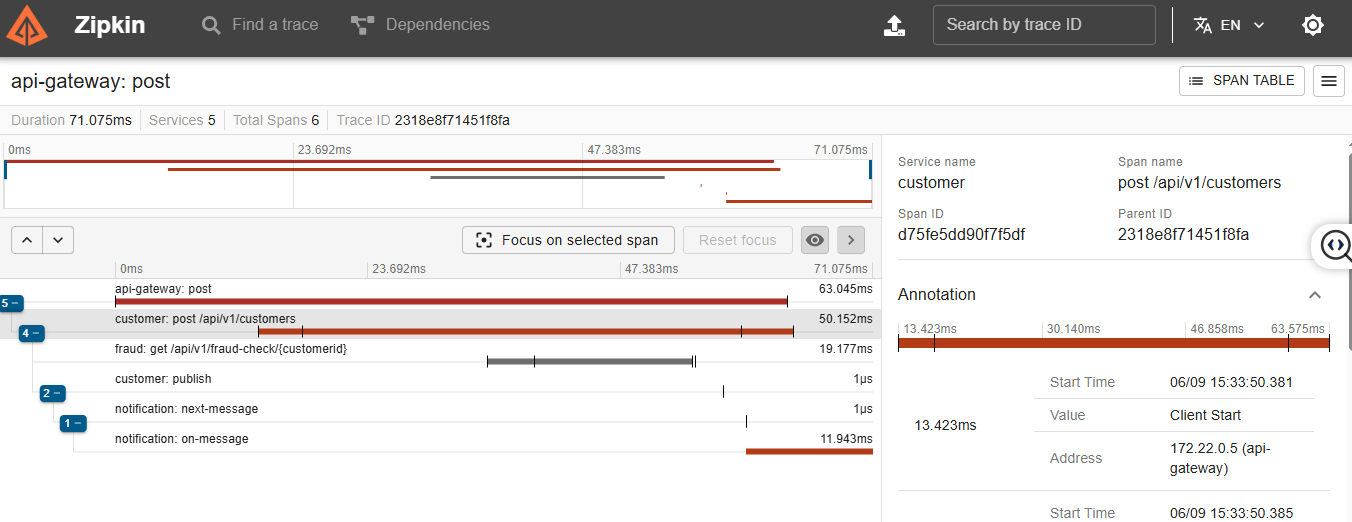 Zipkin Find a trace Dependencies Search by trace ID EN
api-gateway: post SPAN TABLE
Duration 71.075ms Services 5 Total Spans 6 Trace ID 2318e8f71451f8fa
0ms 23.692ms 47.383ms 71.075ms
Focus on selected span Reset focus
0ms 23.692ms 47.383ms 71.075ms
api-gateway: post 63.045ms
5 −
customer: post /api/v1/customers 50.152ms
4 −
fraud: get /api/v1/fraud-check/{customerid} 19.177ms
customer: publish 1µs
2 −
notification: next-message 1µs
1 −
notification: on-message 11.943ms
Service name Span name
customer post /api/v1/customers
Span ID Parent ID
d75fe5dd90f7f5df 2318e8f71451f8fa
Annotation
13.423ms 30.140ms 46.858ms 63.575ms
Start Time 06/09 15:33:50.381
Value Client Start
13.423ms
Address 172.22.0.5 (api-
gateway)
Start Time 06/09 15:33:50.385